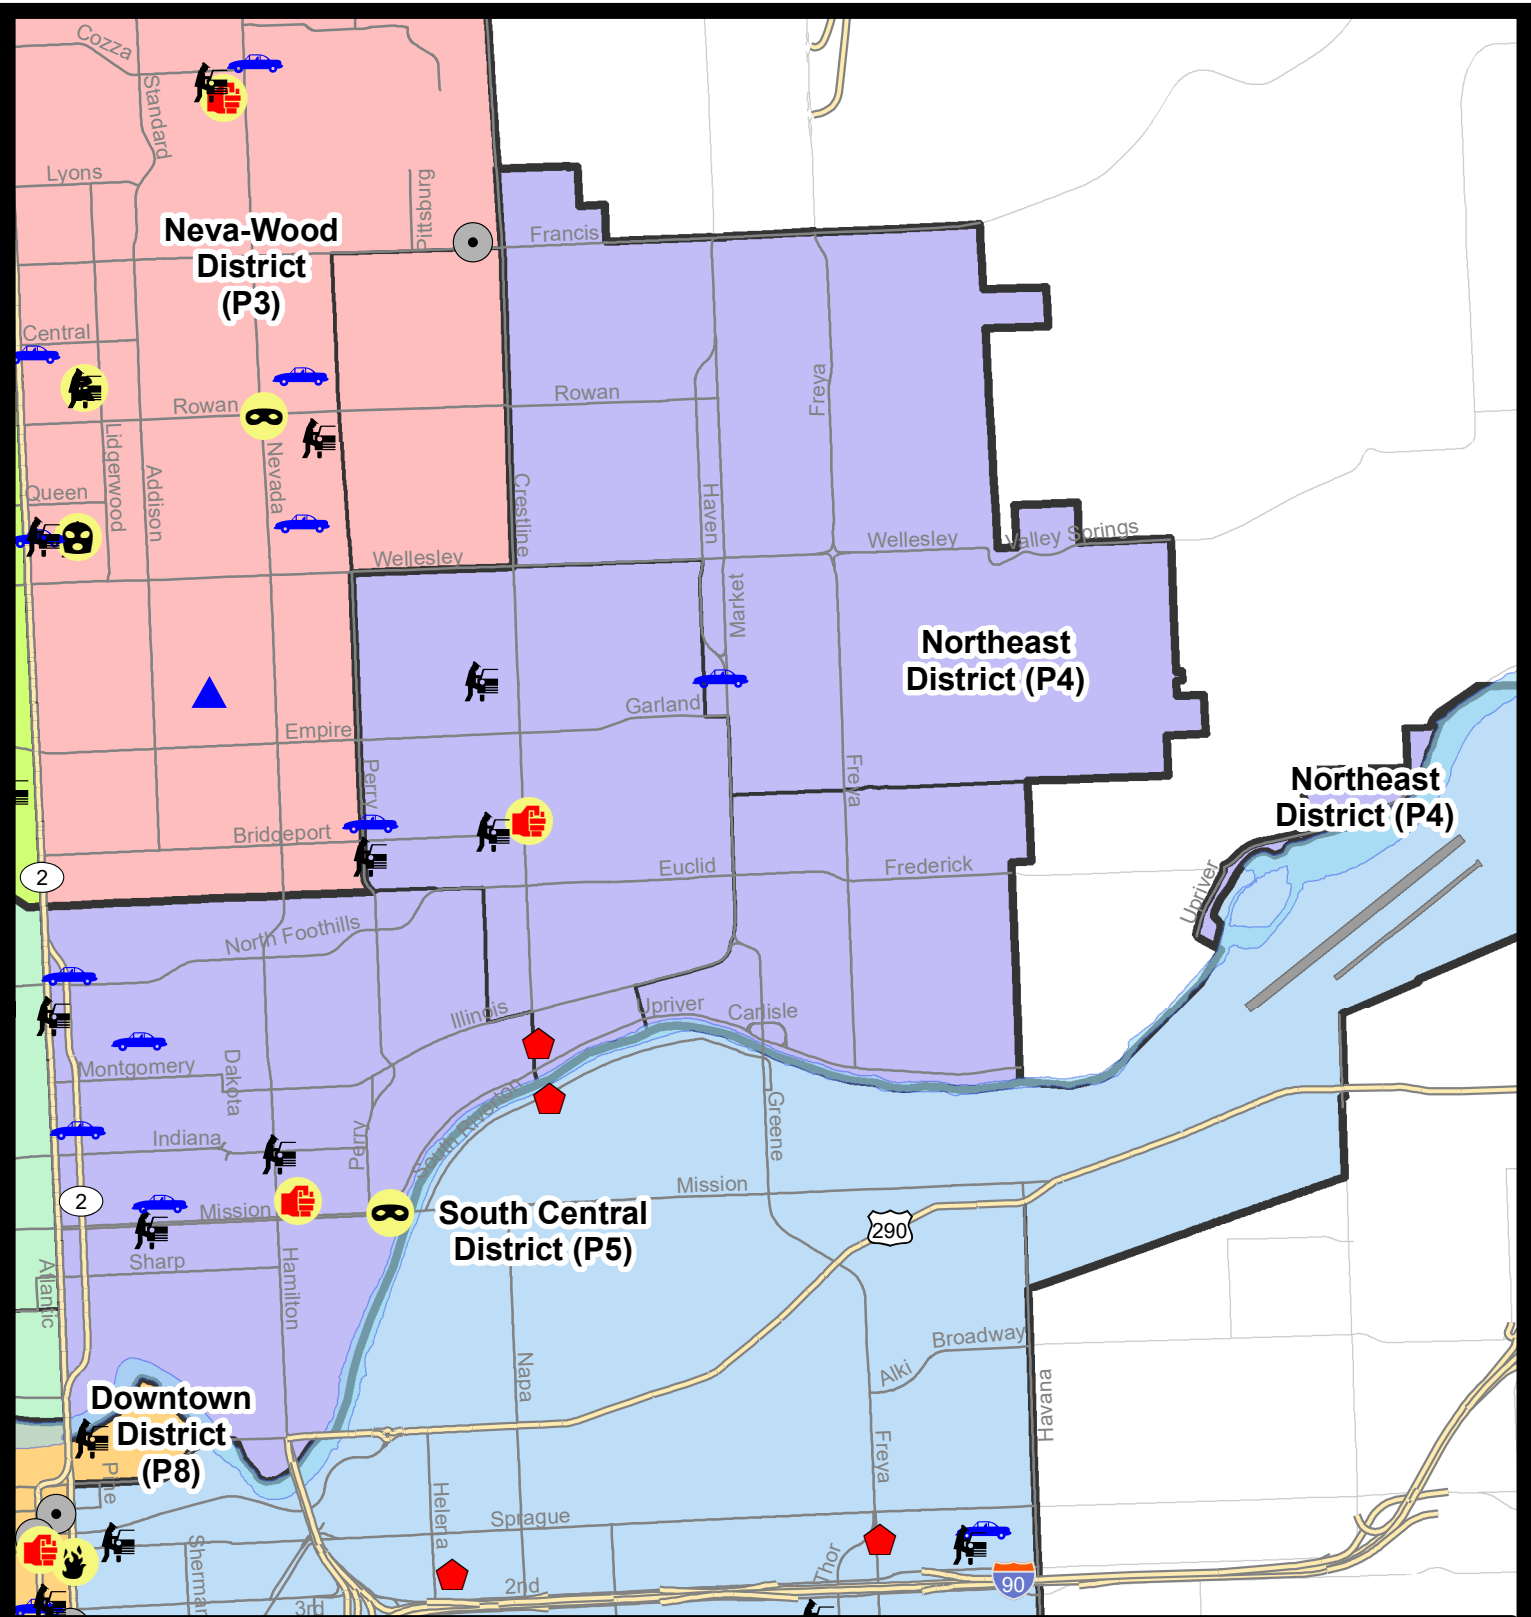 Cozza
Standard
Lyons
Pittsburg
Neva-Wood
District
(P3)
Francis
Central
Freya
Rowan
Rowan
Lidgerwood
Addison
Nevada
Queen
Crestline
Haven
Wellesley
Valley Springs
Wellesley
Market
Northeast
District (P4)
Garland
Empire
Perry
Freya
Northeast
District (P4)
Bridgeport
Euclid
Frederick
2
Upriver
North Foothills
Illinois
Upriver
Carlisle
Montgomery
Dakota
South Riverton
Greene
Indiana
Perry
Mission
2
Mission
South Central
District (P5)
290
Sharp
Atlantic
Hamilton
Broadway
Napa
Alki
Havana
Downtown
District
(P8)
Pine
Freya
Helena
Sprague
Sherman
Thor
2nd
90
3rd